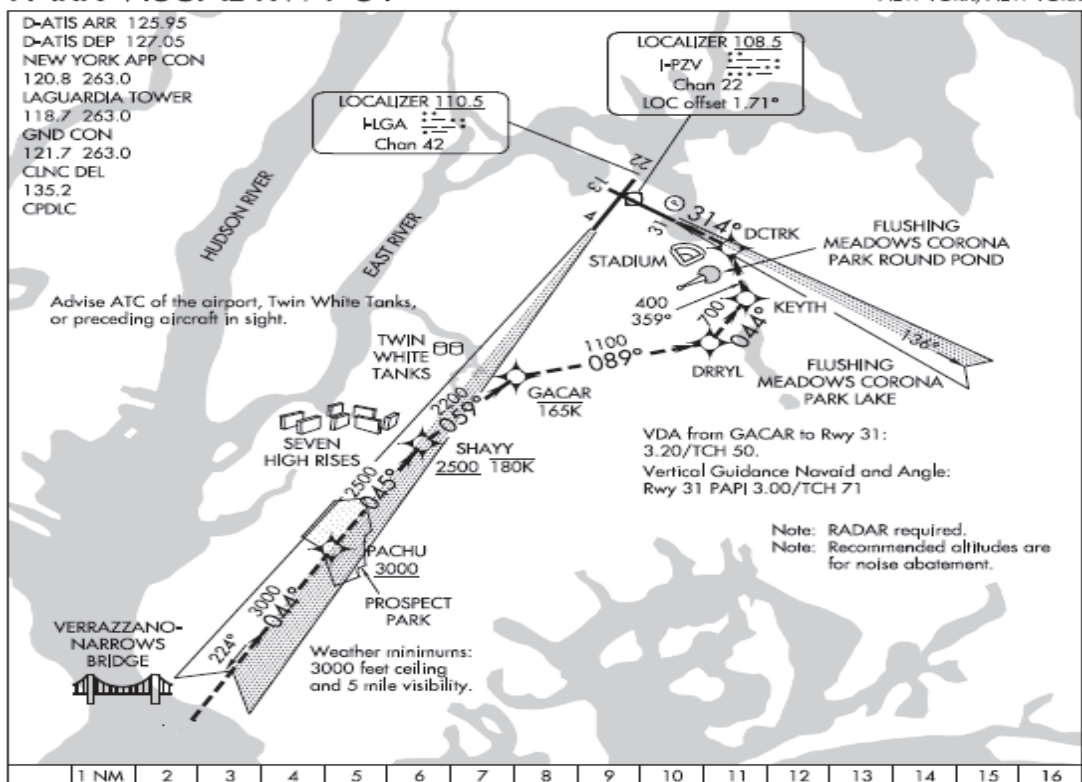 D-ATIS ARR 125.95
D-ATIS DEP 127.05
NEW YORK APP CON
120.8 263.0
LAGUARDIA TOWER
118.7 263.0
GND CON
121.7 263.0
CLNC DEL
135.2
CPDLC
LOCALIZER 108.5
I-PZV
Chan 22
LOC offset 1.71°
LOCALIZER 110.5
I-LGA
Chan 42
HUDSON RIVER
EAST RIVER
22
13
4
31
P
314°
DCTRK
STADIUM
FLUSHING
MEADOWS CORONA
PARK ROUND POND
Advise ATC of the airport, Twin White Tanks,
or preceding aircraft in sight.
400
359°
KEYTH
700
044°
136°
TWIN
WHITE
TANKS
1100
089°
DRRYL
FLUSHING
MEADOWS CORONA
PARK LAKE
GACAR
165K
2200
059°
SEVEN
HIGH RISES
SHAYY
2500 180K
VDA from GACAR to Rwy 31:
3.20/TCH 50.
Vertical Guidance Navaid and Angle:
Rwy 31 PAPI 3.00/TCH 71
2500
045°
Note: RADAR required.
Note: Recommended altitudes are
for noise abatement.
PACHU
3000
PROSPECT
PARK
3000
044°
224°
VERRAZZANO-
NARROWS
BRIDGE
Weather minimums:
3000 feet ceiling
and 5 mile visibility.
1 NM 2 3 4 5 6 7 8 9 10 11 12 13 14 15 16